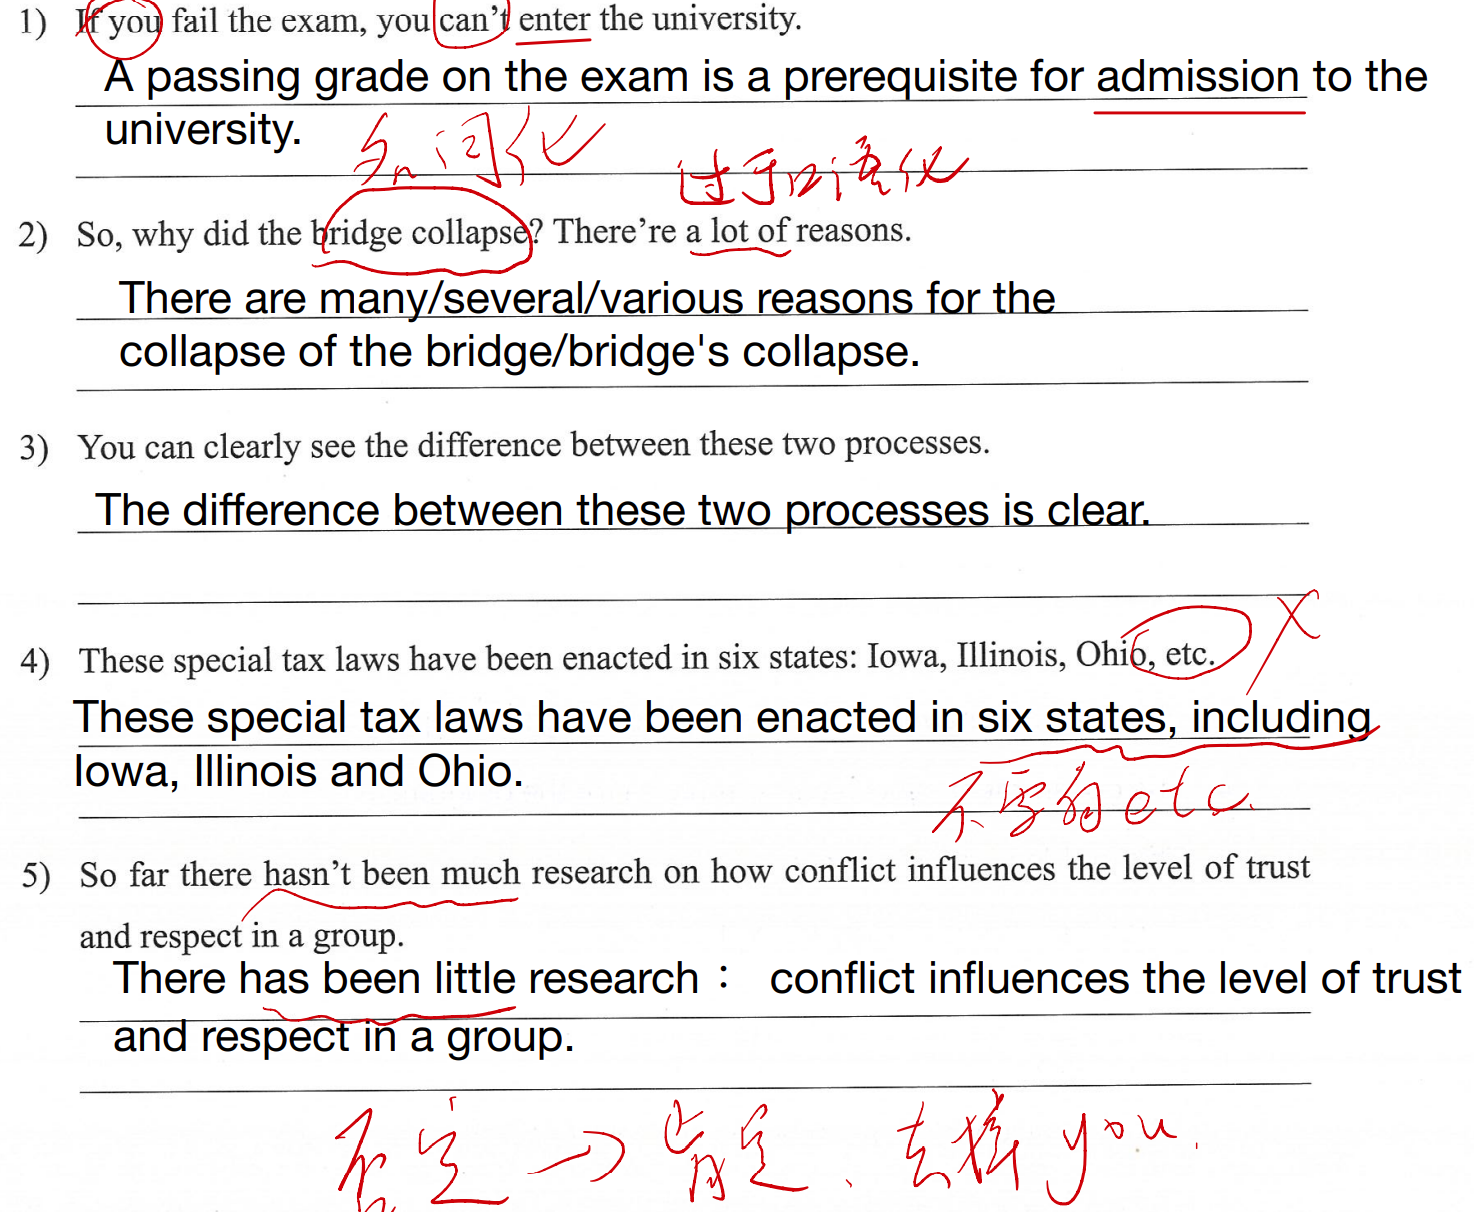 1) If you fail the exam, you can't enter the university.
A passing grade on the exam is a prerequisite for admission to the
university.
名词化
过于口语化
2) So, why did the bridge collapse? There're a lot of reasons.
There are many/several/various reasons for the
collapse of the bridge/bridge's collapse.
3) You can clearly see the difference between these two processes.
The difference between these two processes is clear.
4) These special tax laws have been enacted in six states: Iowa, Illinois, Ohio, etc.
These special tax laws have been enacted in six states, including
Iowa, Illinois and Ohio.
不写的etc.
5) So far there hasn't been much research on how conflict influences the level of trust
and respect in a group.
There has been little research： conflict influences the level of trust
and respect in a group.
否定→肯定、去掉you.